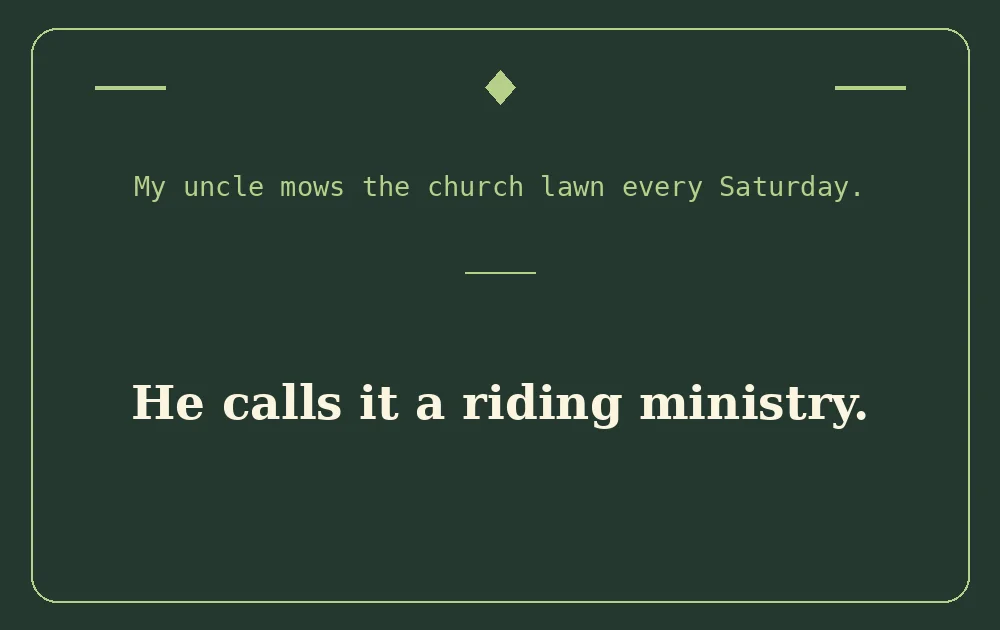 My uncle mows the church lawn every Saturday.
He calls it a riding ministry.